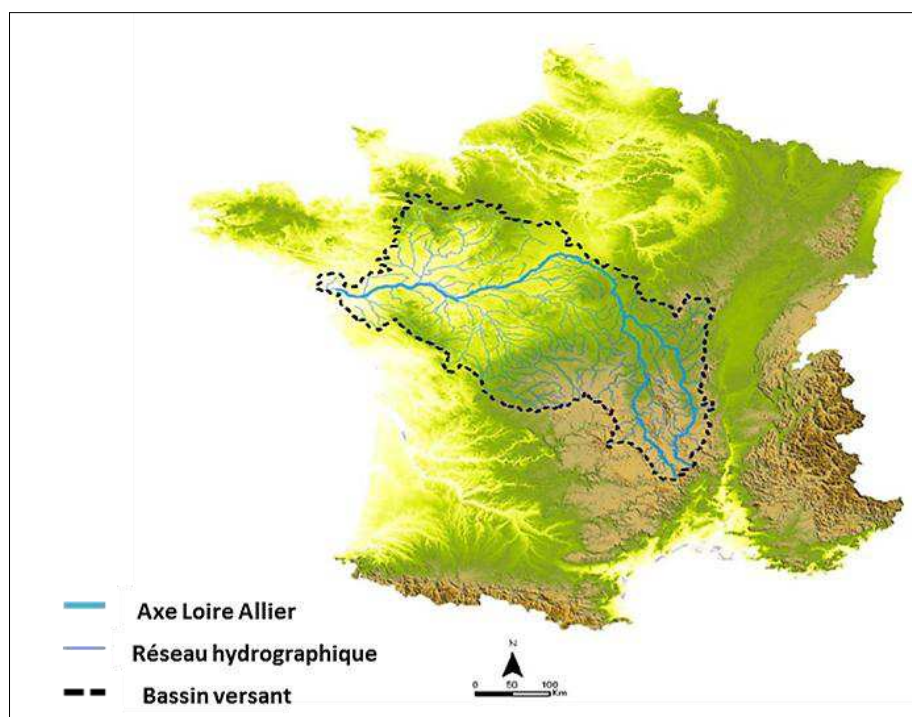 Axe Loire Allier
Réseau hydrographique
Bassin versant
N
0 50 100
Km